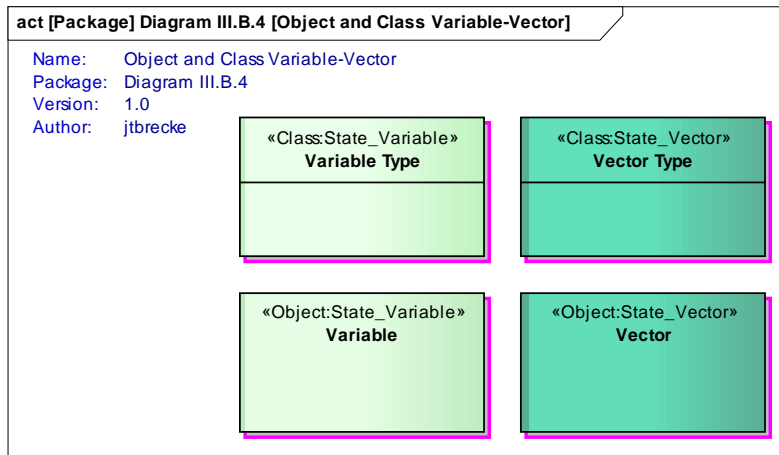 act [Package] Diagram III.B.4 [Object and Class Variable-Vector]
Name: Object and Class Variable-Vector
Package: Diagram III.B.4
Version: 1.0
Author: jtbrecke
«Class:State_Variable»
Variable Type
«Class:State_Vector»
Vector Type
«Object:State_Variable»
Variable
«Object:State_Vector»
Vector